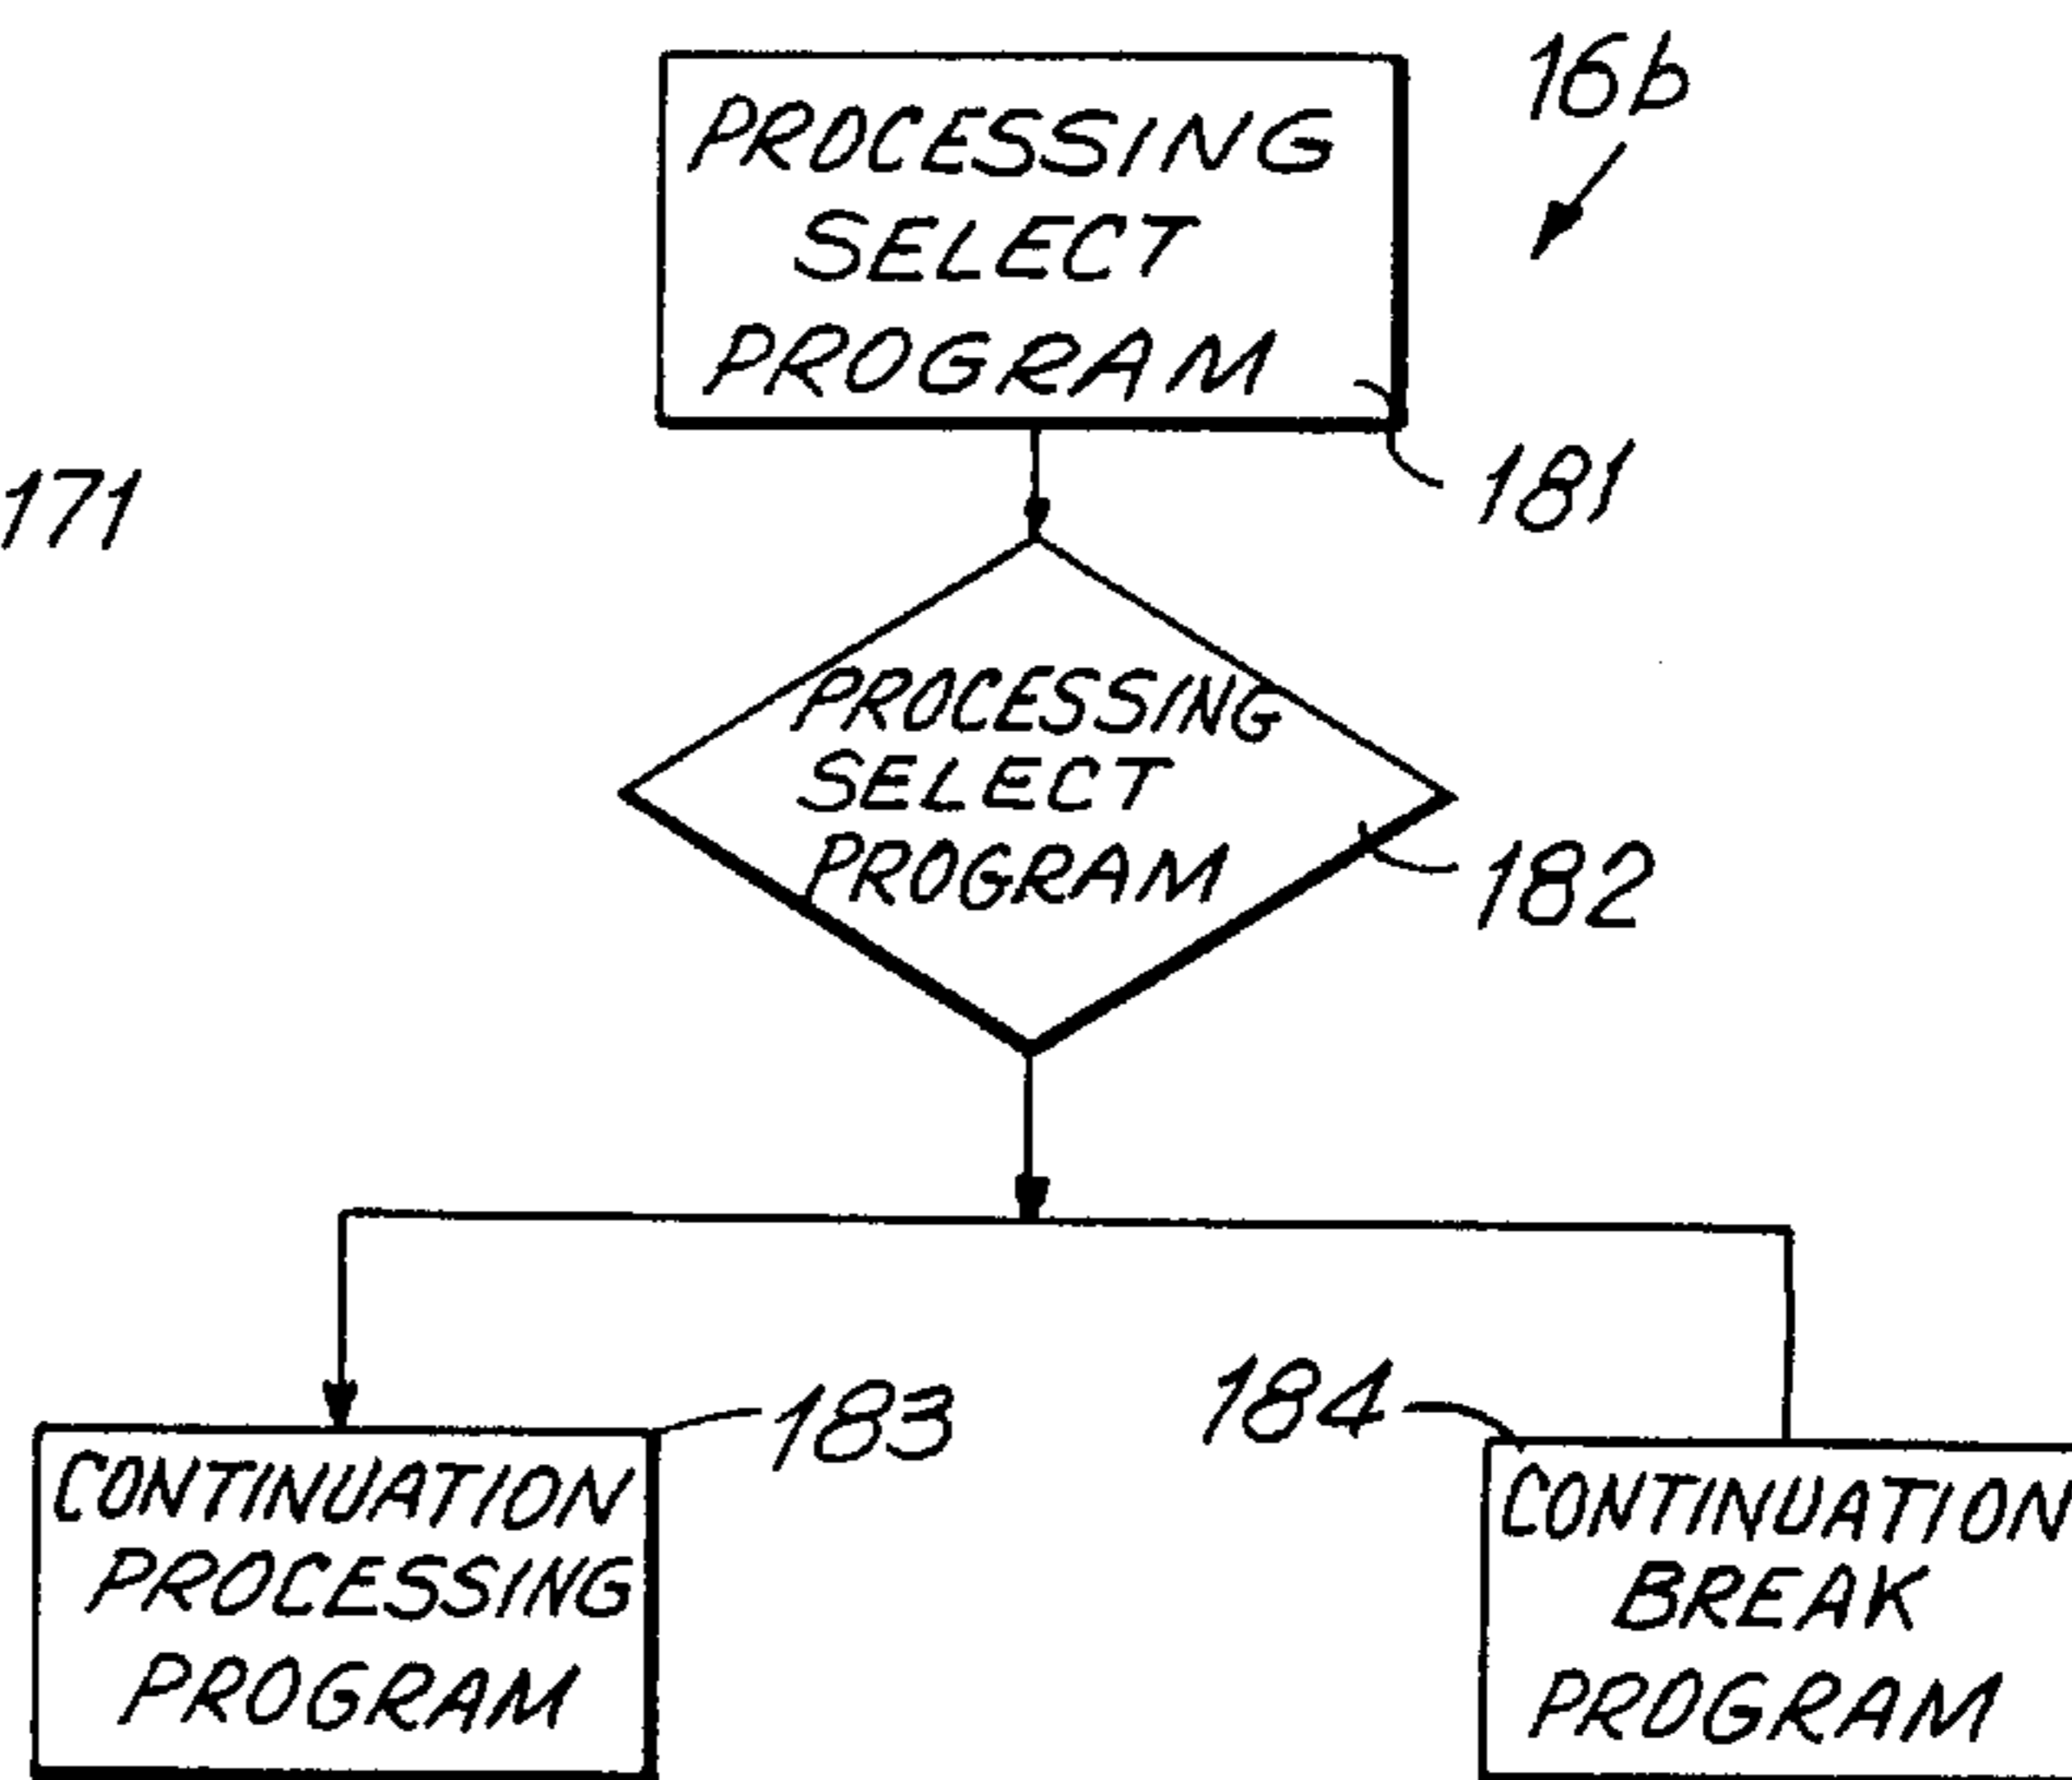 PROCESSING
SELECT
PROGRAM
16b
181
171
PROCESSING
SELECT
PROGRAM
182
183
184
CONTINUATION
PROCESSING
PROGRAM
CONTINUATION
BREAK
PROGRAM